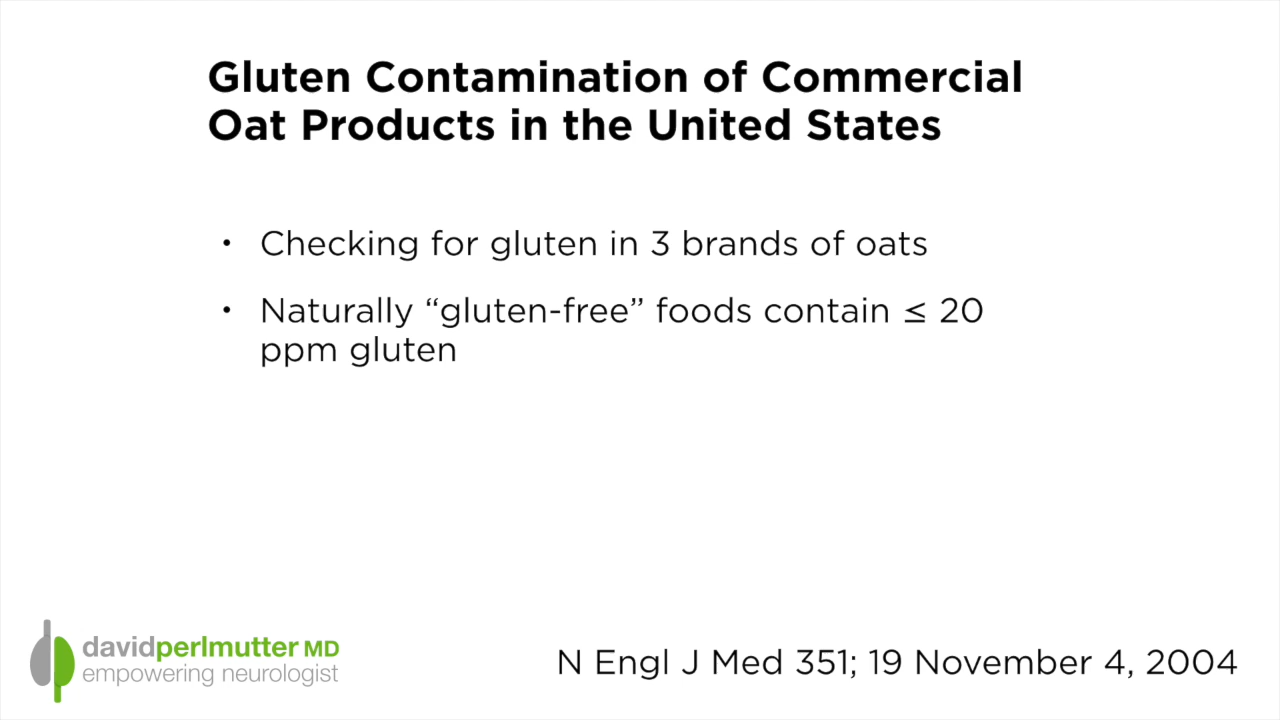 Gluten Contamination of Commercial
Oat Products in the United States
• Checking for gluten in 3 brands of oats
• Naturally “gluten-free” foods contain ≤ 20
ppm gluten
davidperlmutter MD
empowering neurologist
N Engl J Med 351; 19 November 4, 2004